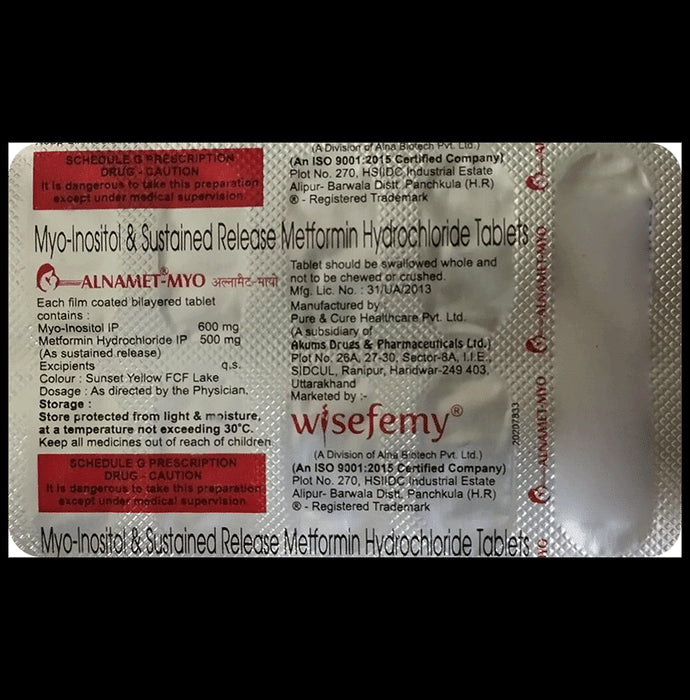 SCHEDULE G PRESCRIPTION
DRUG - CAUTION
It is dangerous to take this preparation
except under medical supervision
(A Division of Alna Biotech Pvt. Ltd.)
(An ISO 9001:2015 Certified Company)
Plot No. 270, HSIIDC Industrial Estate
Alipur- Barwala Distt. Panchkula (H.R)
® - Registered Trademark
Myo-Inositol & Sustained Release Metformin Hydrochloride Tablets
ALNAMET®-MYO अल्नामैट-मायो
Each film coated bilayered tablet
contains :
Myo-Inositol IP 600 mg
Metformin Hydrochloride IP 500 mg
(As sustained release)
Excipients q.s.
Colour : Sunset Yellow FCF Lake
Dosage : As directed by the Physician.
Storage :
Store protected from light & moisture,
at a temperature not exceeding 30°C.
Keep all medicines out of reach of children
SCHEDULE G PRESCRIPTION
DRUG - CAUTION
It is dangerous to take this preparation
except under medical supervision
Tablet should be swallowed whole and
not to be chewed or crushed.
Mfg. Lic. No. : 31/UA/2013
Manufactured by :
Pure & Cure Healthcare Pvt. Ltd.
(A subsidiary of
Akums Drugs & Pharmaceuticals Ltd.)
Plot No. 26A, 27-30, Sector-8A, I.I.E.,
SIDCUL, Ranipur, Haridwar-249 403,
Uttarakhand
Marketed by :-
wisefemy®
(A Division of Alna Biotech Pvt. Ltd.)
(An ISO 9001:2015 Certified Company)
Plot No. 270, HSIIDC Industrial Estate
Alipur- Barwala Distt. Panchkula (H.R)
® - Registered Trademark
20207833
ALNAMET-MYO
ALNAMET-MYO
Myo-Inositol & Sustained Release Metformin Hydrochloride Tablets
MYO